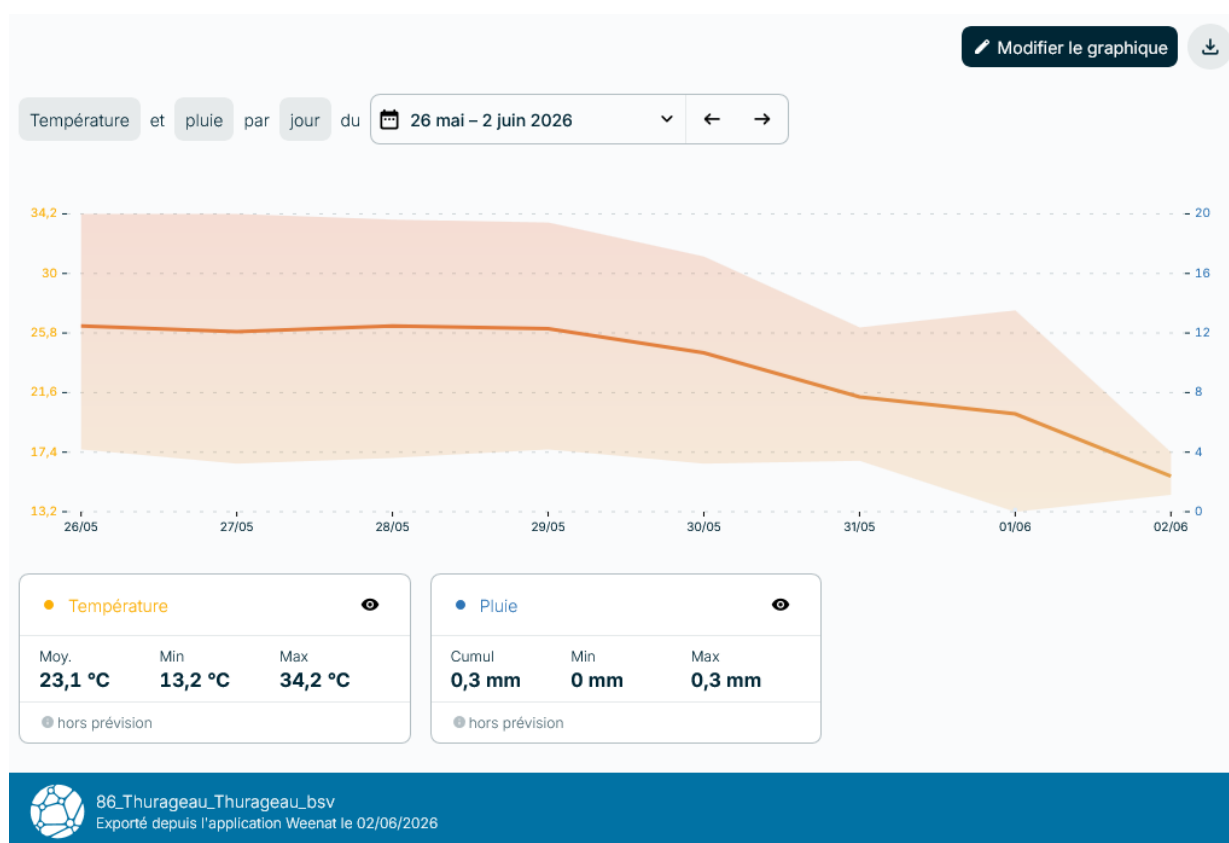 Modifier le graphique
Température et pluie par jour du 26 mai – 2 juin 2026
34,2 20
30 16
25,8 12
21,6 8
17,4 4
13,2 0
26/05 27/05 28/05 29/05 30/05 31/05 01/06 02/06
Température Pluie
Moy. Min Max Cumul Min Max
23,1 °C 13,2 °C 34,2 °C 0,3 mm 0 mm 0,3 mm
hors prévision hors prévision
86_Thurageau_Thurageau_bsv
Exporté depuis l'application Weenat le 02/06/2026